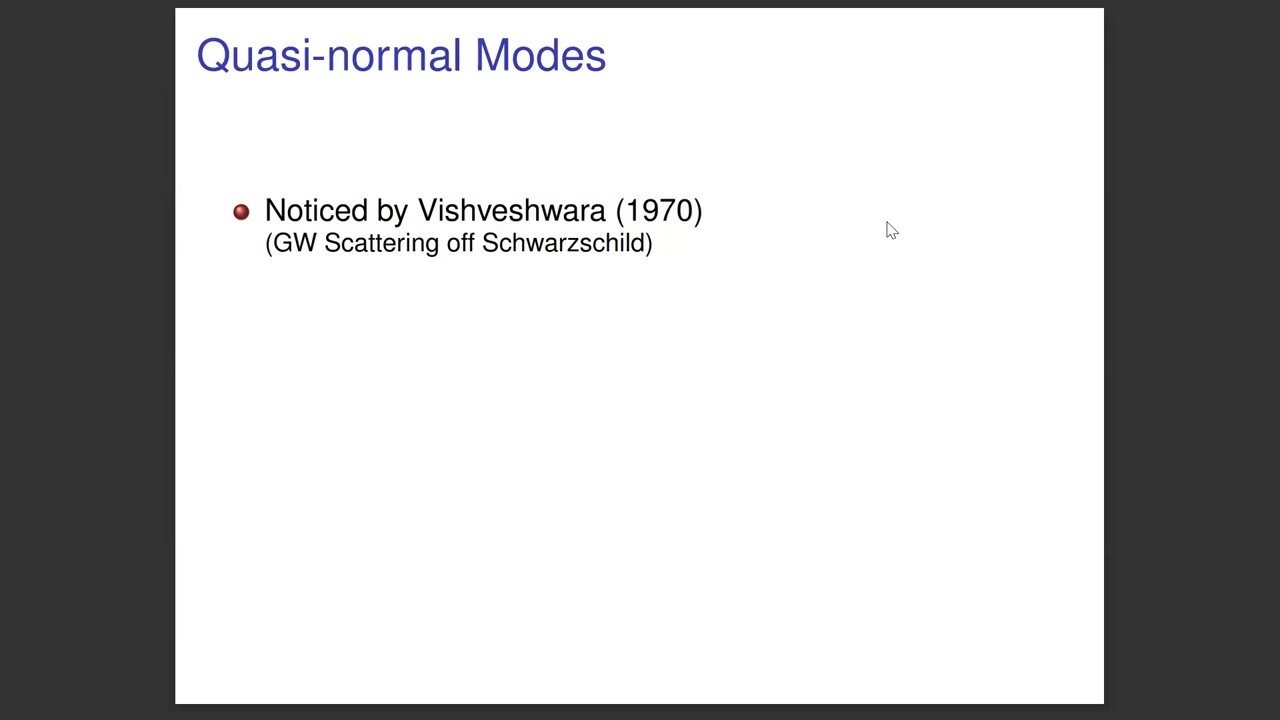 Quasi-normal Modes
Noticed by Vishveshwara (1970)
(GW Scattering off Schwarzschild)